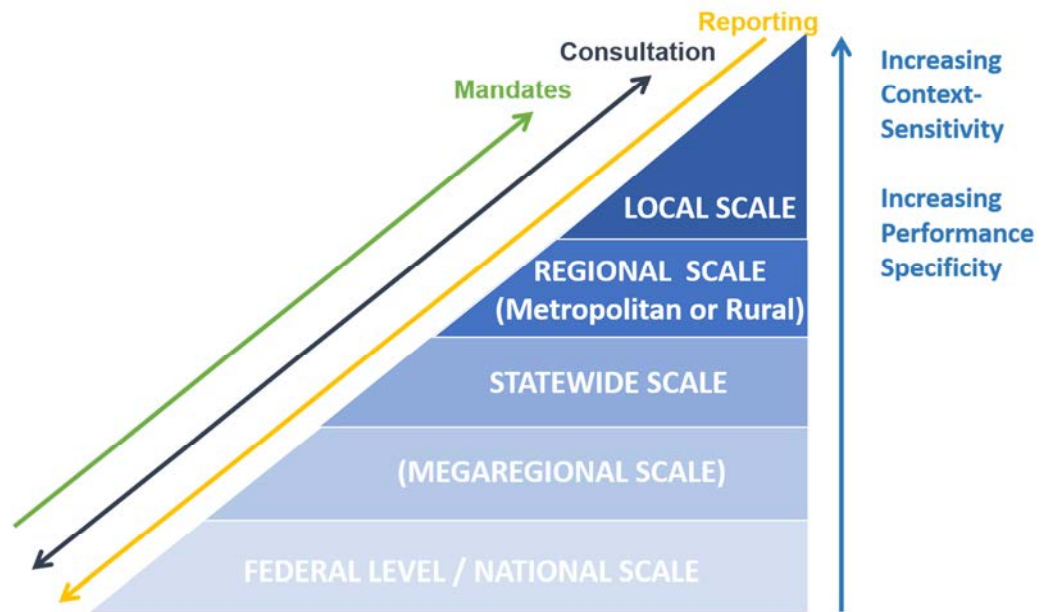 Reporting
Consultation
Mandates
Increasing
Context-
Sensitivity
Increasing
Performance
Specificity
LOCAL SCALE
REGIONAL SCALE
(Metropolitan or Rural)
STATEWIDE SCALE
(MEGAREGIONAL SCALE)
FEDERAL LEVEL / NATIONAL SCALE